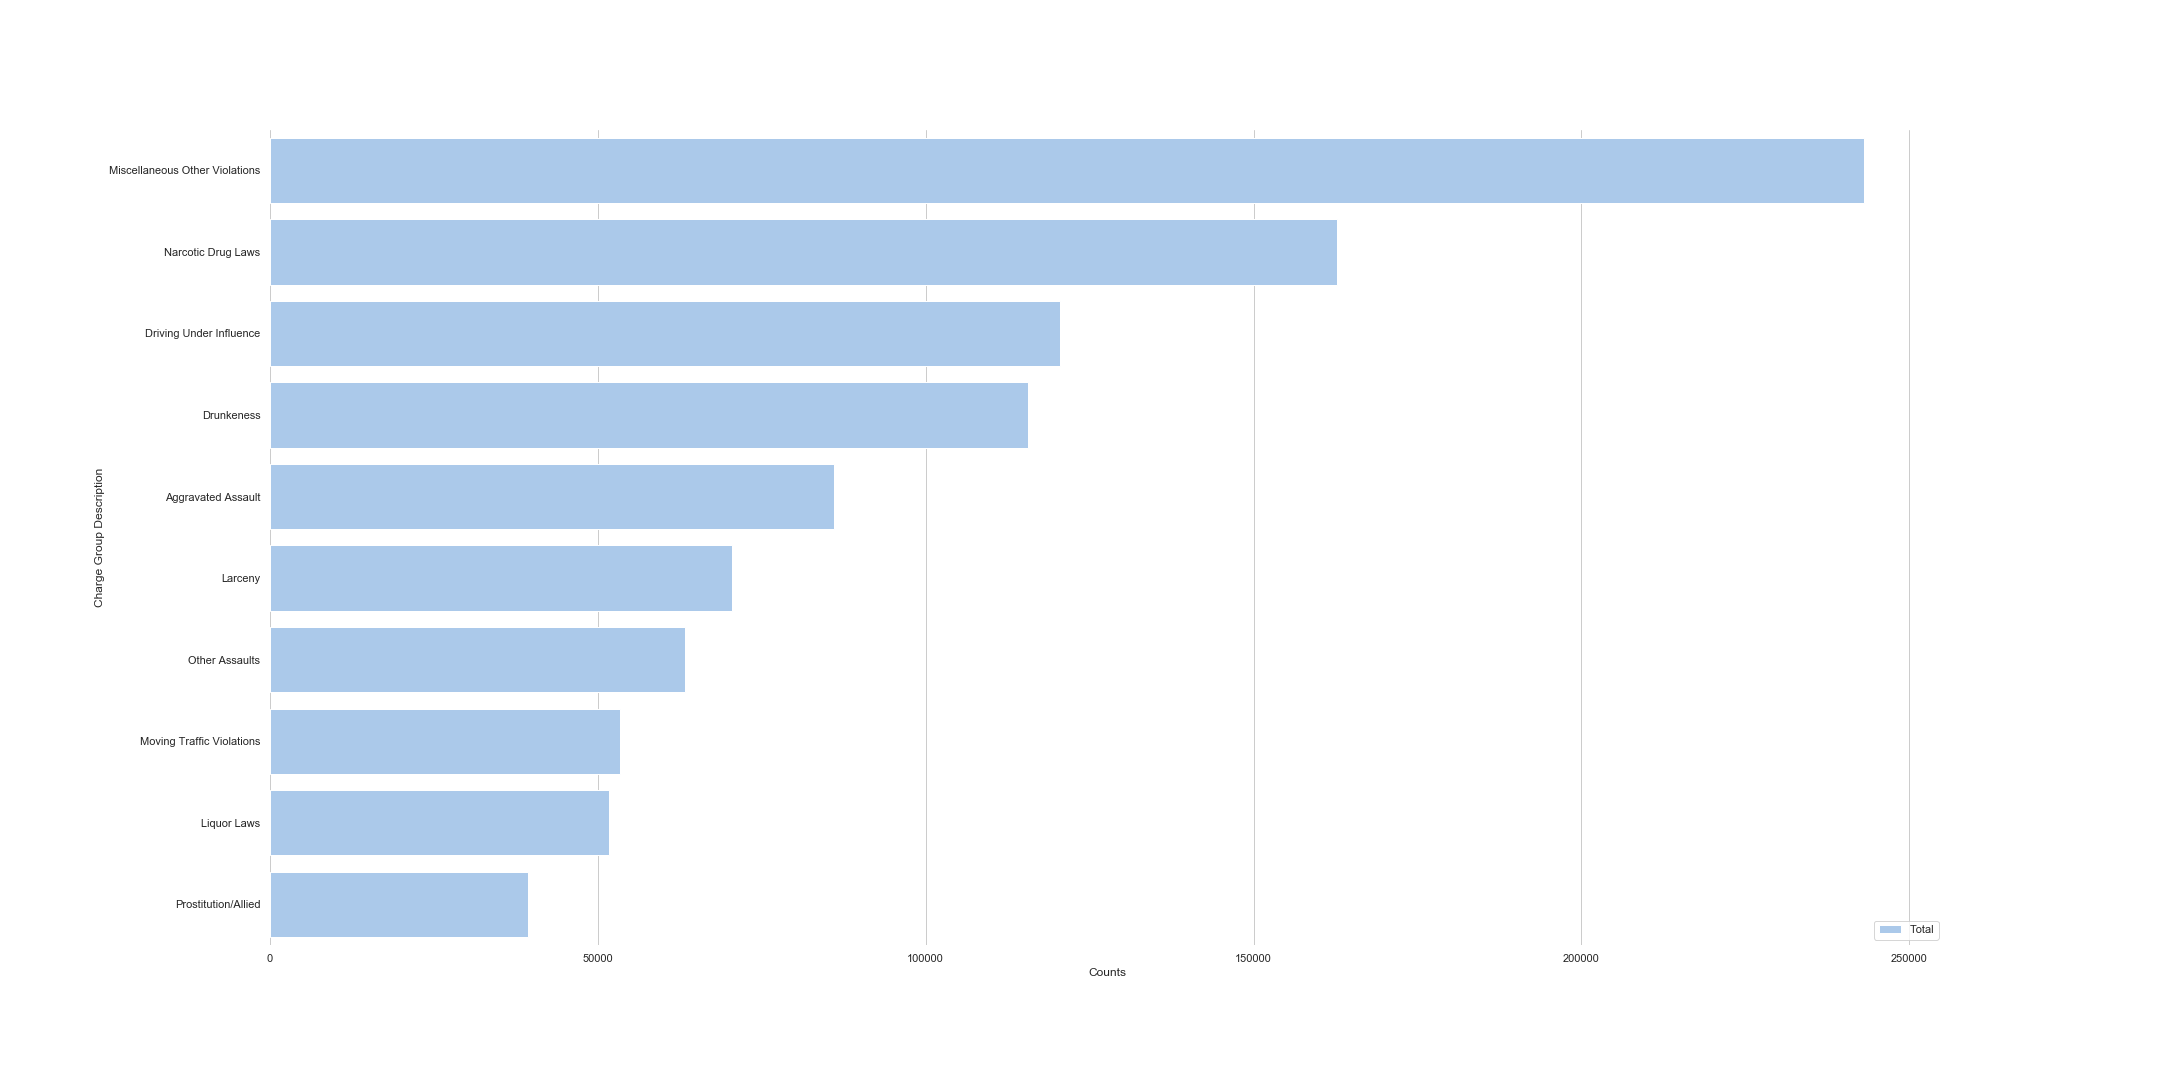 Charge Group Description
Miscellaneous Other Violations
Narcotic Drug Laws
Driving Under Influence
Drunkeness
Aggravated Assault
Larceny
Other Assaults
Moving Traffic Violations
Liquor Laws
Prostitution/Allied
Total
0 50000 100000 150000 200000 250000
Counts